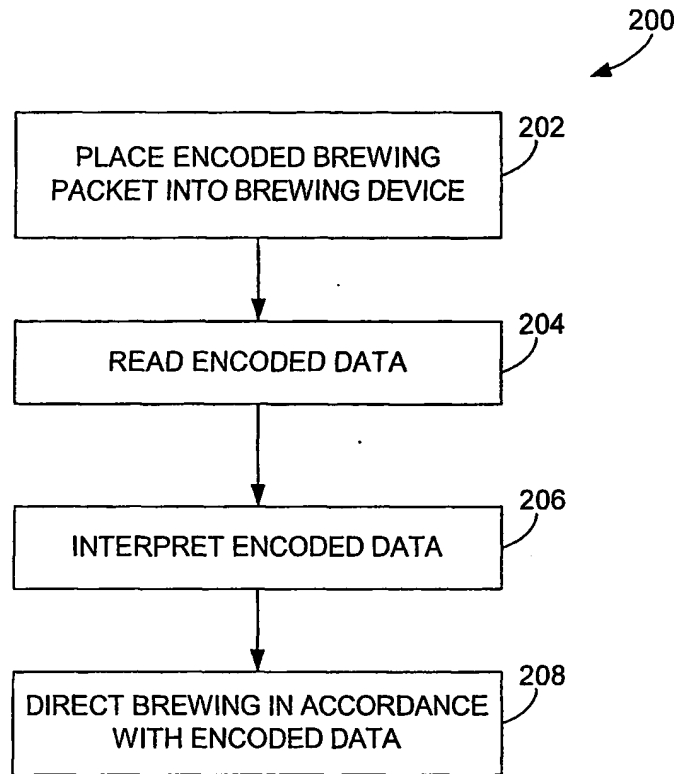 200
202
PLACE ENCODED BREWING
PACKET INTO BREWING DEVICE
204
READ ENCODED DATA
206
INTERPRET ENCODED DATA
208
DIRECT BREWING IN ACCORDANCE
WITH ENCODED DATA